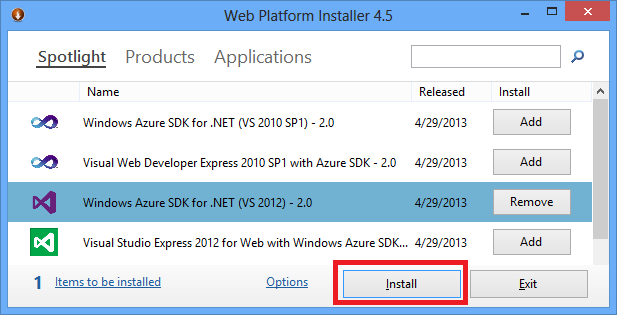 Web Platform Installer 4.5
Spotlight Products Applications
Name Released Install
Windows Azure SDK for .NET (VS 2010 SP1) - 2.0 4/29/2013 Add
Visual Web Developer Express 2010 SP1 with Azure SDK - 2.0 4/29/2013 Add
Windows Azure SDK for .NET (VS 2012) - 2.0 4/29/2013 Remove
Visual Studio Express 2012 for Web with Windows Azure SDK... 4/29/2013 Add
1 Items to be installed Options Install Exit